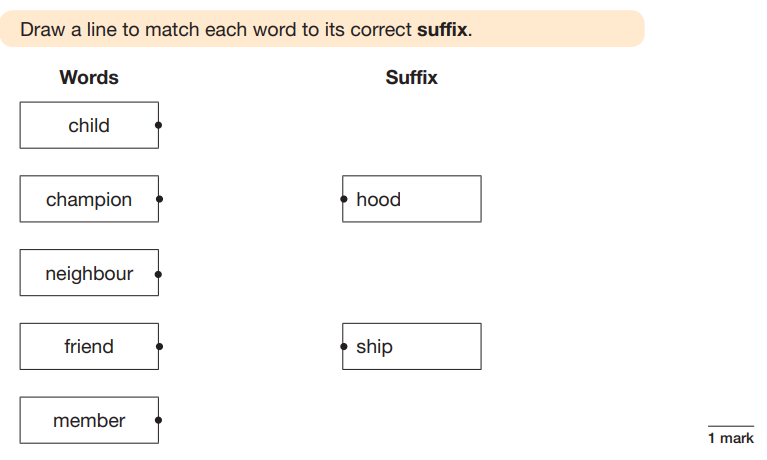 Draw a line to match each word to its correct suffix.
Words Suffix
child
champion hood
neighbour
friend ship
member
1 mark